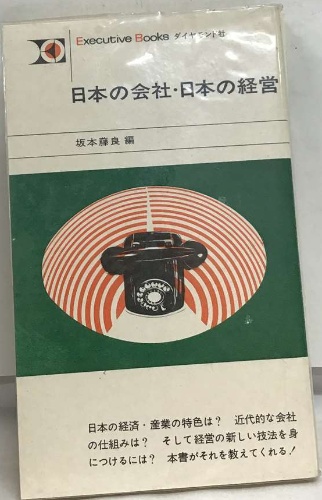 Executive Books ダイヤモンド社
日本の会社・日本の経営
坂本藤良 編
日本の経済・産業の特色は? 近代的な会社
の仕組みは? そして経営の新しい技法を身
につけるには? 本書がそれを教えてくれる!